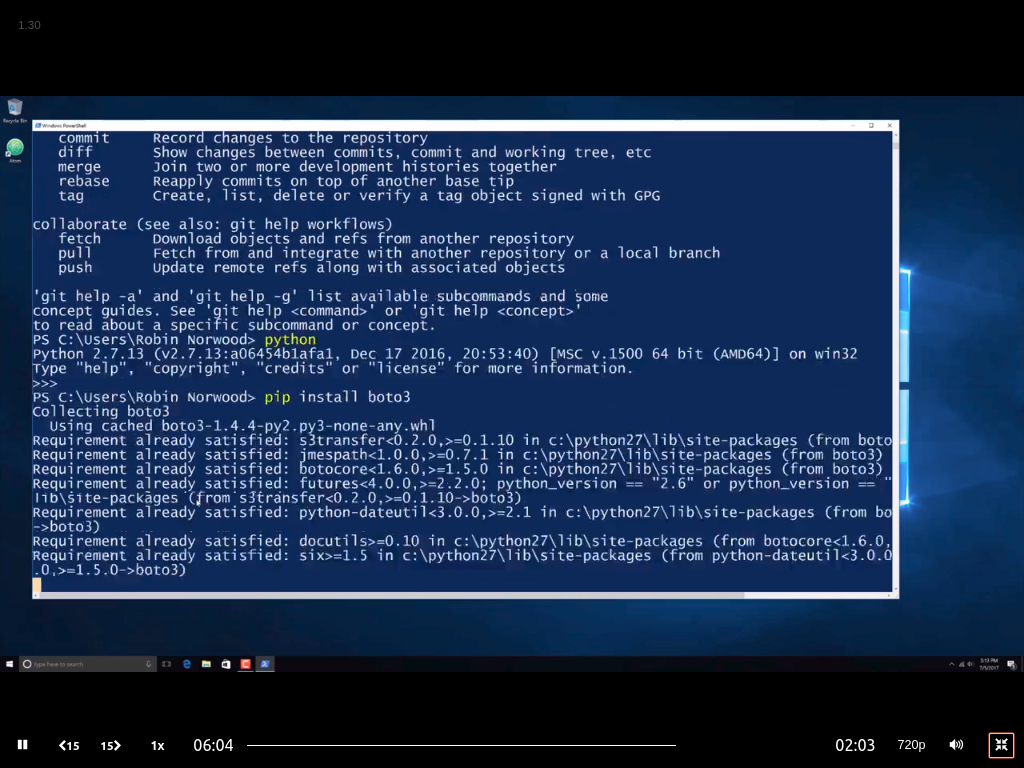 1.30
Recycle Bin
Windows PowerShell
Atom
commit Record changes to the repository
diff Show changes between commits, commit and working tree, etc
merge Join two or more development histories together
rebase Reapply commits on top of another base tip
tag Create, list, delete or verify a tag object signed with GPG
collaborate (see also: git help workflows)
fetch Download objects and refs from another repository
pull Fetch from and integrate with another repository or a local branch
push Update remote refs along with associated objects
'git help -a' and 'git help -g' list available subcommands and some
concept guides. See 'git help <command>' or 'git help <concept>'
to read about a specific subcommand or concept.
PS C:\Users\Robin Norwood> python
Python 2.7.13 (v2.7.13:a06454b1afa1, Dec 17 2016, 20:53:40) [MSC v.1500 64 bit (AMD64)] on win32
Type "help", "copyright", "credits" or "license" for more information.
>>>
PS C:\Users\Robin Norwood> pip install boto3
Collecting boto3
Using cached boto3-1.4.4-py2.py3-none-any.whl
Requirement already satisfied: s3transfer<0.2.0,>=0.1.10 in c:\python27\lib\site-packages (from boto
Requirement already satisfied: jmespath<1.0.0,>=0.7.1 in c:\python27\lib\site-packages (from boto3)
Requirement already satisfied: botocore<1.6.0,>=1.5.0 in c:\python27\lib\site-packages (from boto3)
Requirement already satisfied: futures<4.0.0,>=2.2.0; python_version == "2.6" or python_version == "
lib\site-packages (from s3transfer<0.2.0,>=0.1.10->boto3)
Requirement already satisfied: python-dateutil<3.0.0,>=2.1 in c:\python27\lib\site-packages (from bo
->boto3)
Requirement already satisfied: docutils>=0.10 in c:\python27\lib\site-packages (from botocore<1.6.0,
Requirement already satisfied: six>=1.5 in c:\python27\lib\site-packages (from python-dateutil<3.0.0
.0,>=1.5.0->boto3)
Type here to search
5:13 PM
7/5/2017
15 15 1x 06:04 02:03 720p